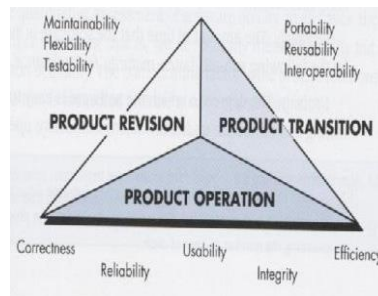 Maintainability
Flexibility
Testability
Portability
Reusability
Interoperability
PRODUCT REVISION
PRODUCT TRANSITION
PRODUCT OPERATION
Correctness
Reliability
Usability
Integrity
Efficiency